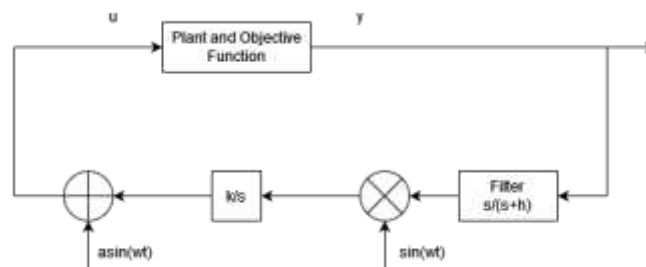 u
y
Plant and Objective
Function
k/s
Filter
s/(s+h)
asin(wt)
sin(wt)